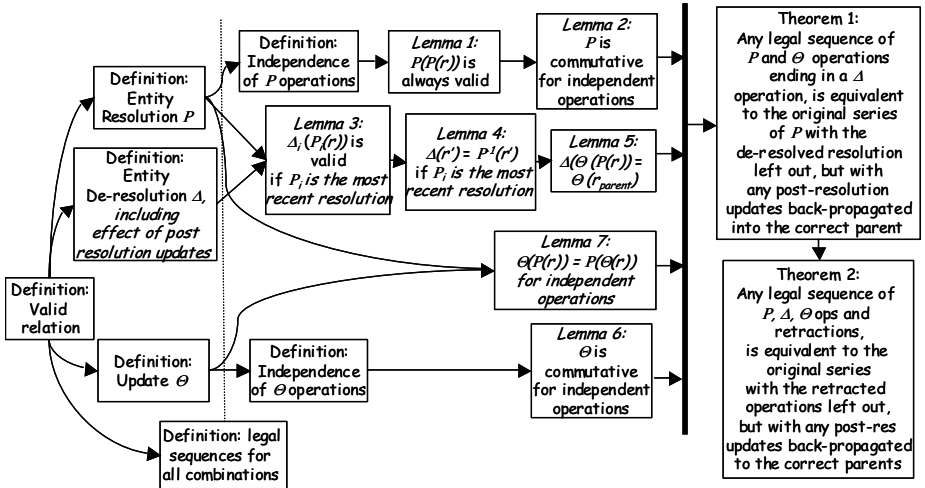 Definition:
Valid
relation
Definition:
Entity
Resolution P
Definition:
Entity
De-resolution Δ,
including
effect of post
resolution updates
Definition:
Update Θ
Definition: legal
sequences for
all combinations
Definition:
Independence
of P operations
Lemma 1:
P(P(r)) is
always valid
Lemma 2:
P is
commutative
for independent
operations
Lemma 3:
Δi (Pi(r)) is
valid
if Pi is the most
recent resolution
Lemma 4:
Δ(r’) = P¹(r’)
if Pi is the most
recent resolution
Lemma 5:
Δ(Θ (P(r)) =
Θ (rparent)
Lemma 7:
Θ(P(r)) = P(Θ(r))
for independent
operations
Definition:
Independence
of Θ operations
Lemma 6:
Θ is
commutative
for independent
operations
Theorem 1:
Any legal sequence of
P and Θ operations
ending in a Δ
operation, is equivalent
to the original series
of P with the
de-resolved resolution
left out, but with
any post-resolution
updates back-propagated
into the correct parent
Theorem 2:
Any legal sequence of
P, Δ, Θ ops and
retractions,
is equivalent to the
original series
with the retracted
operations left out,
but with any post-res
updates back-propagated
to the correct parents